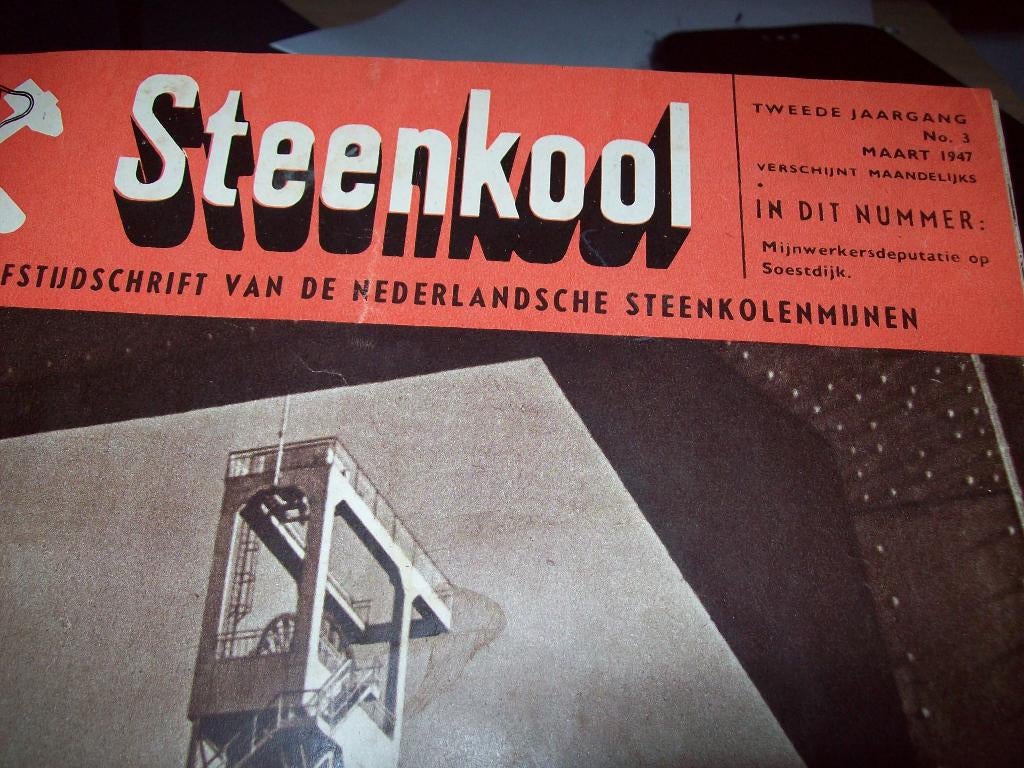 Steenkool
FSTIJDSCHRIFT VAN DE NEDERLANDSCHE STEENKOLENMIJNEN
TWEEDE JAARGANG
No. 3
MAART 1947
VERSCHIJNT MAANDELIJKS
IN DIT NUMMER:
Mijnwerkersdeputatie op
Soestdijk.